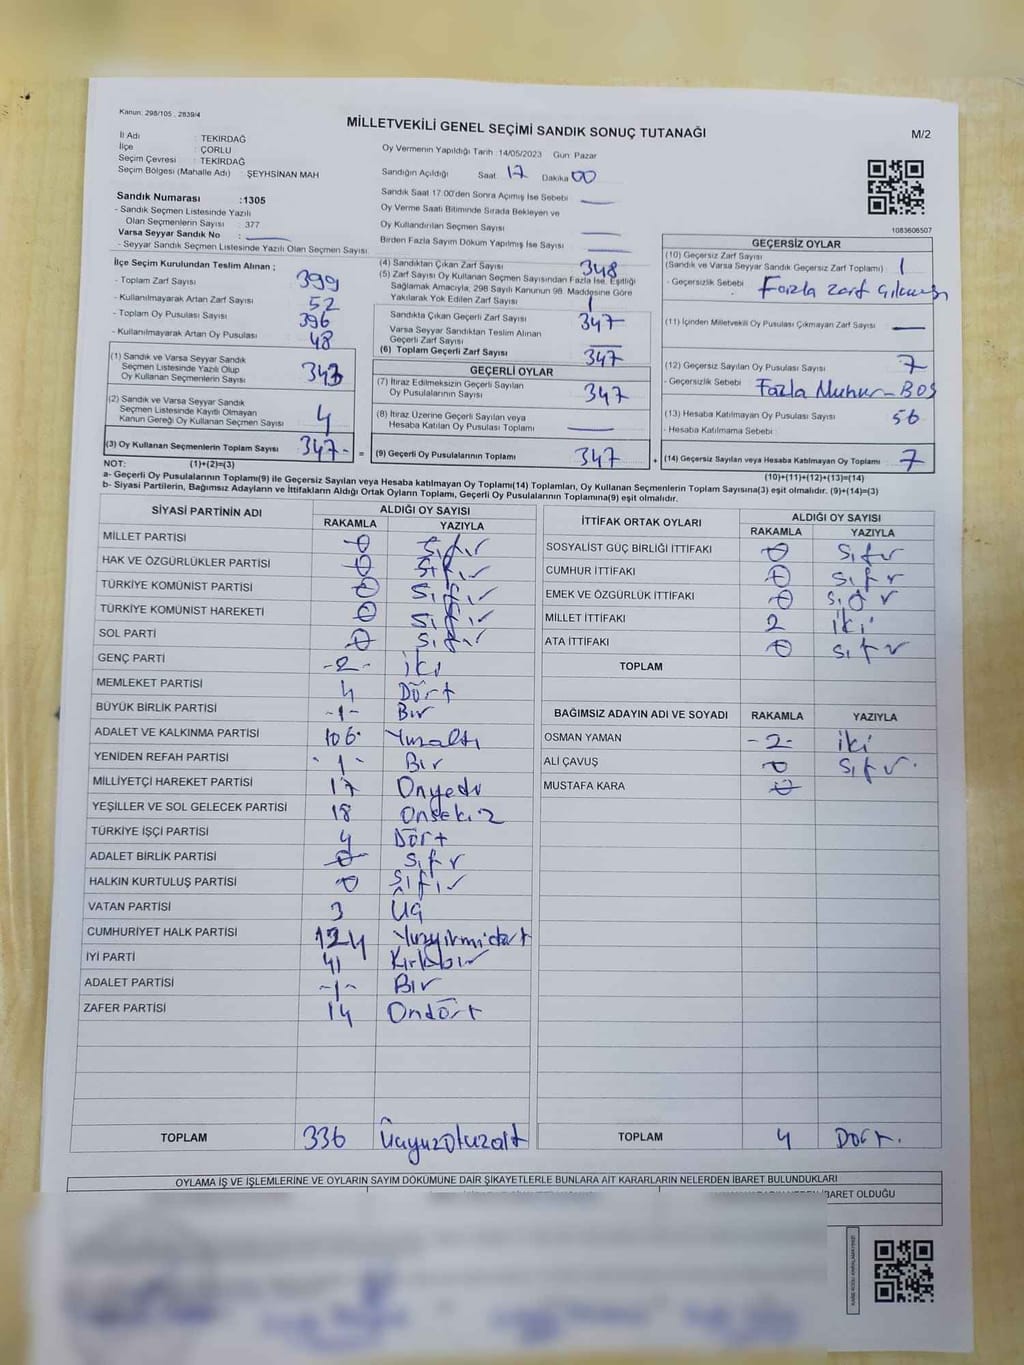 Kanun: 298/105 , 2839/4
MİLLETVEKİLİ GENEL SEÇİMİ SANDIK SONUÇ TUTANAĞI
M/2
İl Adı : TEKİRDAĞ
İlçe : ÇORLU
Seçim Çevresi : TEKİRDAĞ
Seçim Bölgesi (Mahalle Adı) : ŞEYHSİNAN MAH
Oy Vermenin Yapıldığı Tarih :14/05/2023 Gün: Pazar
Sandığın Açıldığı Saat 17 Dakika 00
Sandık Saat 17:00'den Sonra Açılmış İse Sebebi
Oy Verme Saati Bitiminde Sırada Bekleyen ve
Oy Kullandırılan Seçmen Sayısı
Birden Fazla Sayım Döküm Yapılmış İse Sayısı
Sandık Numarası :1305
- Sandık Seçmen Listesinde Yazılı
Olan Seçmenlerin Sayısı : 377
Varsa Seyyar Sandık No :
- Seyyar Sandık Seçmen Listesinde Yazılı Olan Seçmen Sayısı
1083606507
İlçe Seçim Kurulundan Teslim Alınan ;
- Toplam Zarf Sayısı 399
- Kullanılmayarak Artan Zarf Sayısı 52
- Toplam Oy Pusulası Sayısı 396
- Kullanılmayarak Artan Oy Pusulası 48
(1) Sandık ve Varsa Seyyar Sandık
Seçmen Listesinde Yazılı Olup
Oy Kullanan Seçmenlerin Sayısı 343
(2) Sandık ve Varsa Seyyar Sandık
Seçmen Listesinde Kayıtlı Olmayan
Kanun Gereği Oy Kullanan Seçmen Sayısı 4
(3) Oy Kullanan Seçmenlerin Toplam Sayısı 347 =
(4) Sandıktan Çıkan Zarf Sayısı 348
(5) Zarf Sayısı Oy Kullanan Seçmen Sayısından Fazla İse, Eşitliği
Sağlamak Amacıyla, 298 Sayılı Kanunun 98. Maddesine Göre
Yakılarak Yok Edilen Zarf Sayısı 1
Sandıkta Çıkan Geçerli Zarf Sayısı 347
Varsa Seyyar Sandıktan Teslim Alınan
Geçerli Zarf Sayısı
(6) Toplam Geçerli Zarf Sayısı 347
GEÇERLİ OYLAR
(7) İtiraz Edilmeksizin Geçerli Sayılan
Oy Pusulalarının Sayısı 347
(8) İtiraz Üzerine Geçerli Sayılan veya
Hesaba Katılan Oy Pusulası Toplamı
(9) Geçerli Oy Pusulalarının Toplamı 347 +
GEÇERSİZ OYLAR
(10) Geçersiz Zarf Sayısı
(Sandık ve Varsa Seyyar Sandık Geçersiz Zarf Toplamı) 1
- Geçersizlik Sebebi : Fazla zarf
(11) İçinden Milletvekili Oy Pusulası Çıkmayan Zarf Sayısı
(12) Geçersiz Sayılan Oy Pusulası Sayısı 7
- Geçersizlik Sebebi : Fazla Mühür - BOŞ
(13) Hesaba Katılmayan Oy Pusulası Sayısı 56
- Hesaba Katılmama Sebebi :
(14) Geçersiz Sayılan veya Hesaba Katılmayan Oy Toplamı 7
NOT: (1)+(2)=(3)
(10)+(11)+(12)+(13)=(14)
a- Geçerli Oy Pusulalarının Toplamı(9) ile Geçersiz Sayılan veya Hesaba katılmayan Oy Toplamı(14) Toplamları, Oy Kullanan Seçmenlerin Toplam Sayısına(3) eşit olmalıdır. (9)+(14)=(3)
b- Siyasi Partilerin, Bağımsız Adayların ve İttifakların Aldığı Ortak Oyların Toplamı, Geçerli Oy Pusulalarının Toplamına(9) eşit olmalıdır.
SİYASİ PARTİNİN ADI ALDIĞI OY SAYISI
RAKAMLA YAZIYLA
MİLLET PARTİSİ 0 Sıfır
HAK VE ÖZGÜRLÜKLER PARTİSİ 0 Sıfır
TÜRKİYE KOMÜNİST PARTİSİ 0 Sıfır
TÜRKİYE KOMÜNİST HAREKETİ 0 Sıfır
SOL PARTİ 0 Sıfır
GENÇ PARTİ -2- iki
MEMLEKET PARTİSİ 4 Dört
BÜYÜK BİRLİK PARTİSİ -1- Bir
ADALET VE KALKINMA PARTİSİ 106 Yüzaltı
YENİDEN REFAH PARTİSİ -1- Bir
MİLLİYETÇİ HAREKET PARTİSİ 17 Onyedi
YEŞİLLER VE SOL GELECEK PARTİSİ 18 Onsekiz
TÜRKİYE İŞÇİ PARTİSİ 4 Dört
ADALET BİRLİK PARTİSİ 0 Sıfır
HALKIN KURTULUŞ PARTİSİ 0 Sıfır
VATAN PARTİSİ 3 Üç
CUMHURİYET HALK PARTİSİ 124 Yüzyirmidört
İYİ PARTİ 41 Kırkbir
ADALET PARTİSİ -1- Bir
ZAFER PARTİSİ 14 Ondört
TOPLAM 336 Üçyüzotuzaltı
İTTİFAK ORTAK OYLARI ALDIĞI OY SAYISI
RAKAMLA YAZIYLA
SOSYALİST GÜÇ BİRLİĞİ İTTİFAKI 0 Sıfır
CUMHUR İTTİFAKI 0 Sıfır
EMEK VE ÖZGÜRLÜK İTTİFAKI 0 Sıfır
MİLLET İTTİFAKI 2 iki
ATA İTTİFAKI 0 Sıfır
TOPLAM
BAĞIMSIZ ADAYIN ADI VE SOYADI RAKAMLA YAZIYLA
OSMAN YAMAN -2- iki
ALİ ÇAVUŞ 0 Sıfır
MUSTAFA KARA 0
TOPLAM 4 Dört.
OYLAMA İŞ VE İŞLEMLERİNE VE OYLARIN SAYIM DÖKÜMÜNE DAİR ŞİKAYETLERLE BUNLARA AİT KARARLARIN NELERDEN İBARET BULUNDUKLARI
İBARET OLDUĞU